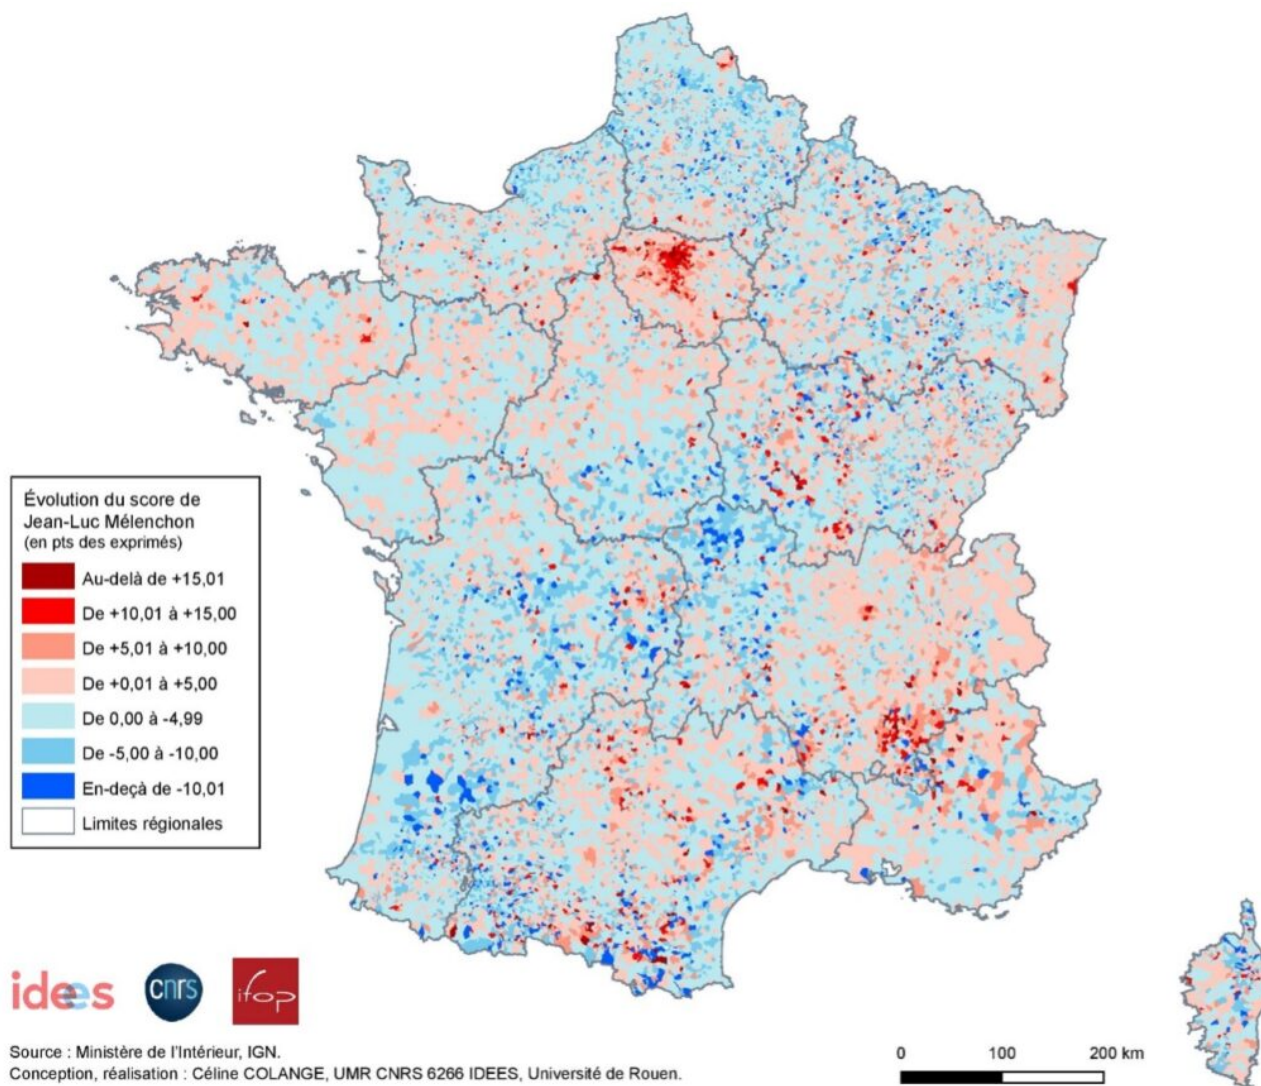 Évolution du score de
Jean-Luc Mélenchon
(en pts des exprimés)
Au-delà de +15,01
De +10,01 à +15,00
De +5,01 à +10,00
De +0,01 à +5,00
De 0,00 à -4,99
De -5,00 à -10,00
En-deçà de -10,01
Limites régionales
idees
cnrs
ifop
Source : Ministère de l'Intérieur, IGN.
Conception, réalisation : Céline COLANGE, UMR CNRS 6266 IDEES, Université de Rouen.
0 100 200 km